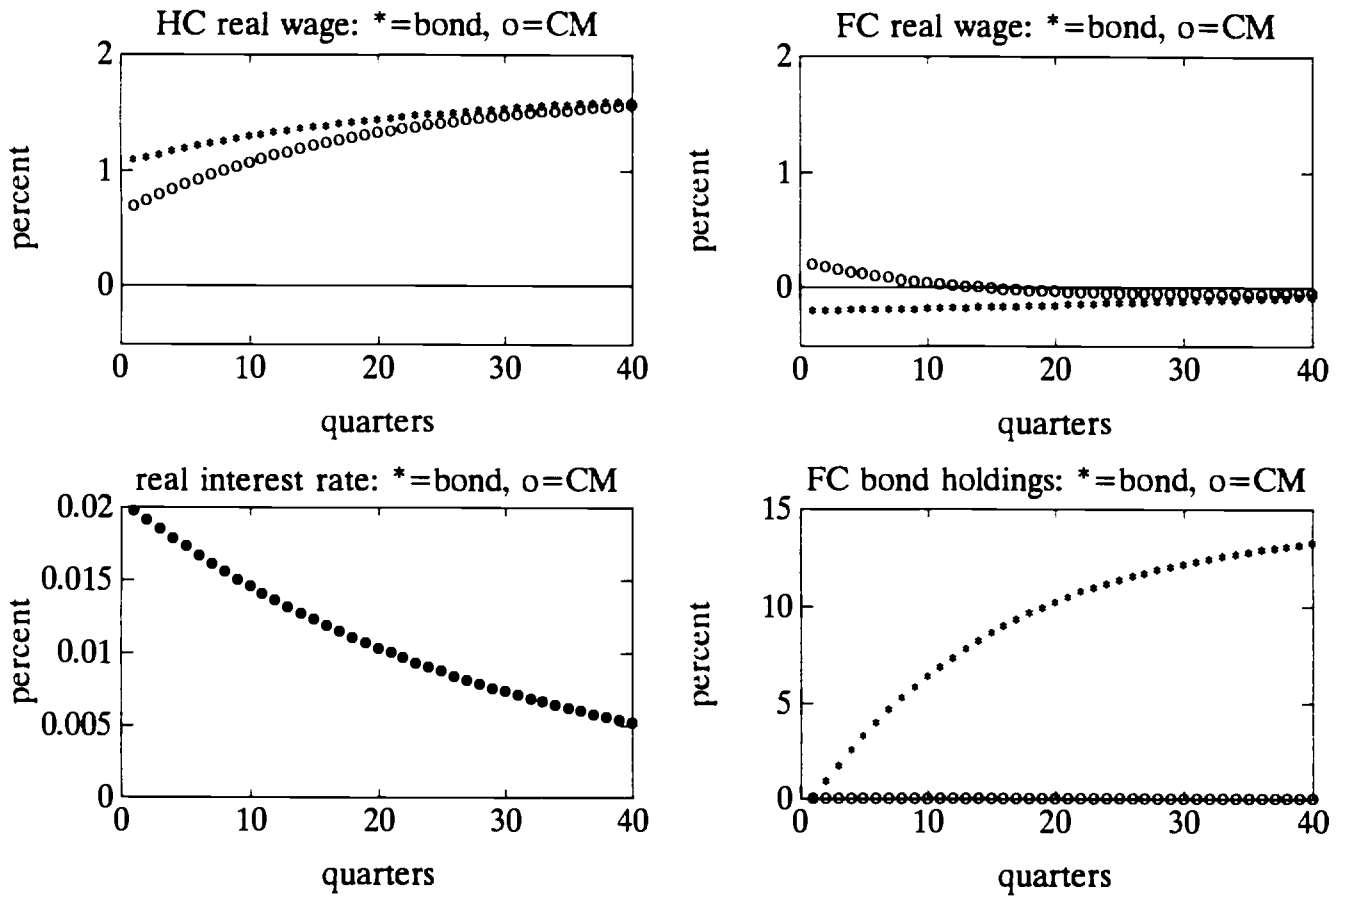 HC real wage: *=bond, o=CM
2
1
0
percent
0 10 20 30 40
quarters
FC real wage: *=bond, o=CM
2
1
0
percent
0 10 20 30 40
quarters
real interest rate: *=bond, o=CM
0.02
0.015
0.01
0.005
0
percent
0 10 20 30 40
quarters
FC bond holdings: *=bond, o=CM
15
10
5
0
percent
0 10 20 30 40
quarters